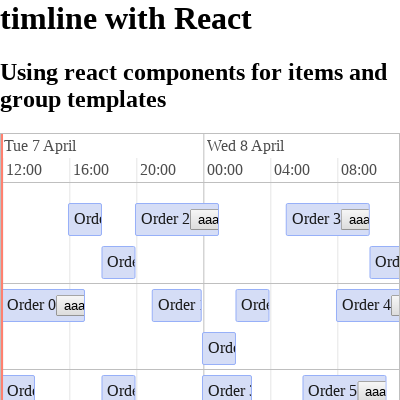 timline with React
Using react components for items and
group templates
Tue 7 April Wed 8 April
12:00 16:00 20:00 00:00 04:00 08:00
Order 2 aaa Order 3 aaa
Order 0 aaa Order Order 4
Order 5 aaa